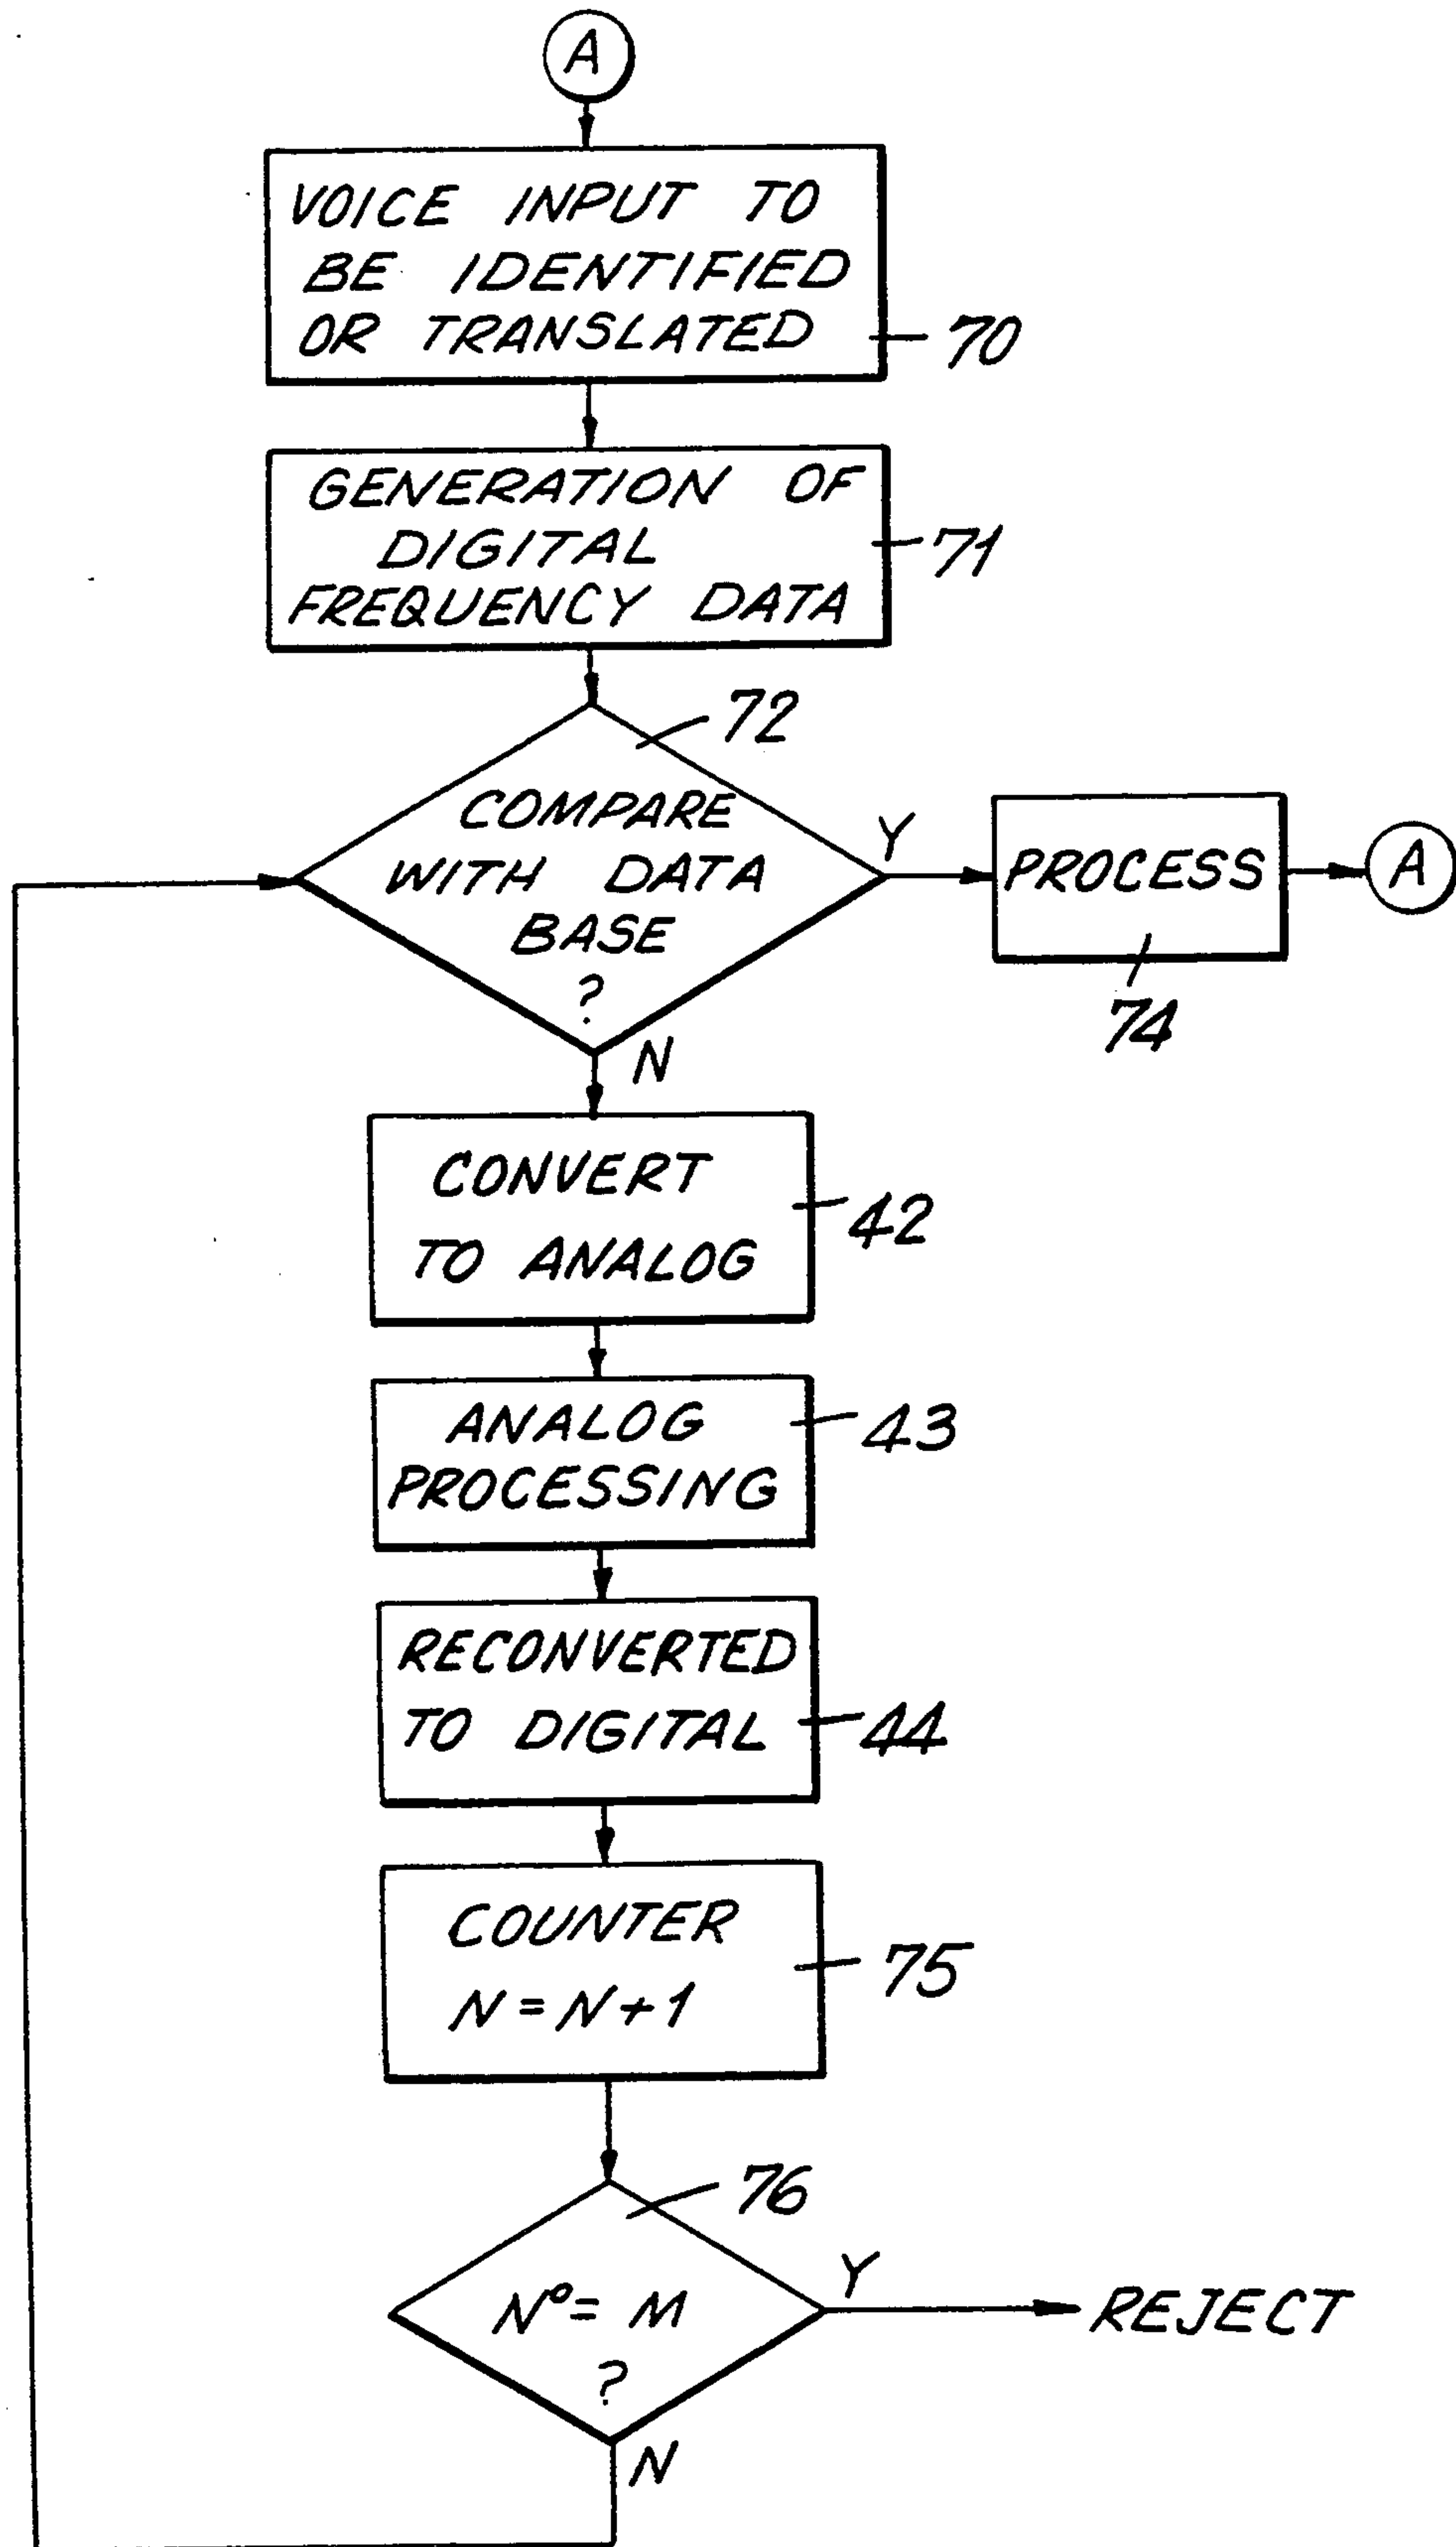 A
VOICE INPUT TO
BE IDENTIFIED
OR TRANSLATED
70
GENERATION OF
DIGITAL
FREQUENCY DATA
71
72
COMPARE
WITH DATA
BASE
?
Y
PROCESS
A
74
N
CONVERT
TO ANALOG
42
ANALOG
PROCESSING
43
RECONVERTED
TO DIGITAL
44
COUNTER
N=N+1
75
76
Nº= M
?
Y
REJECT
N